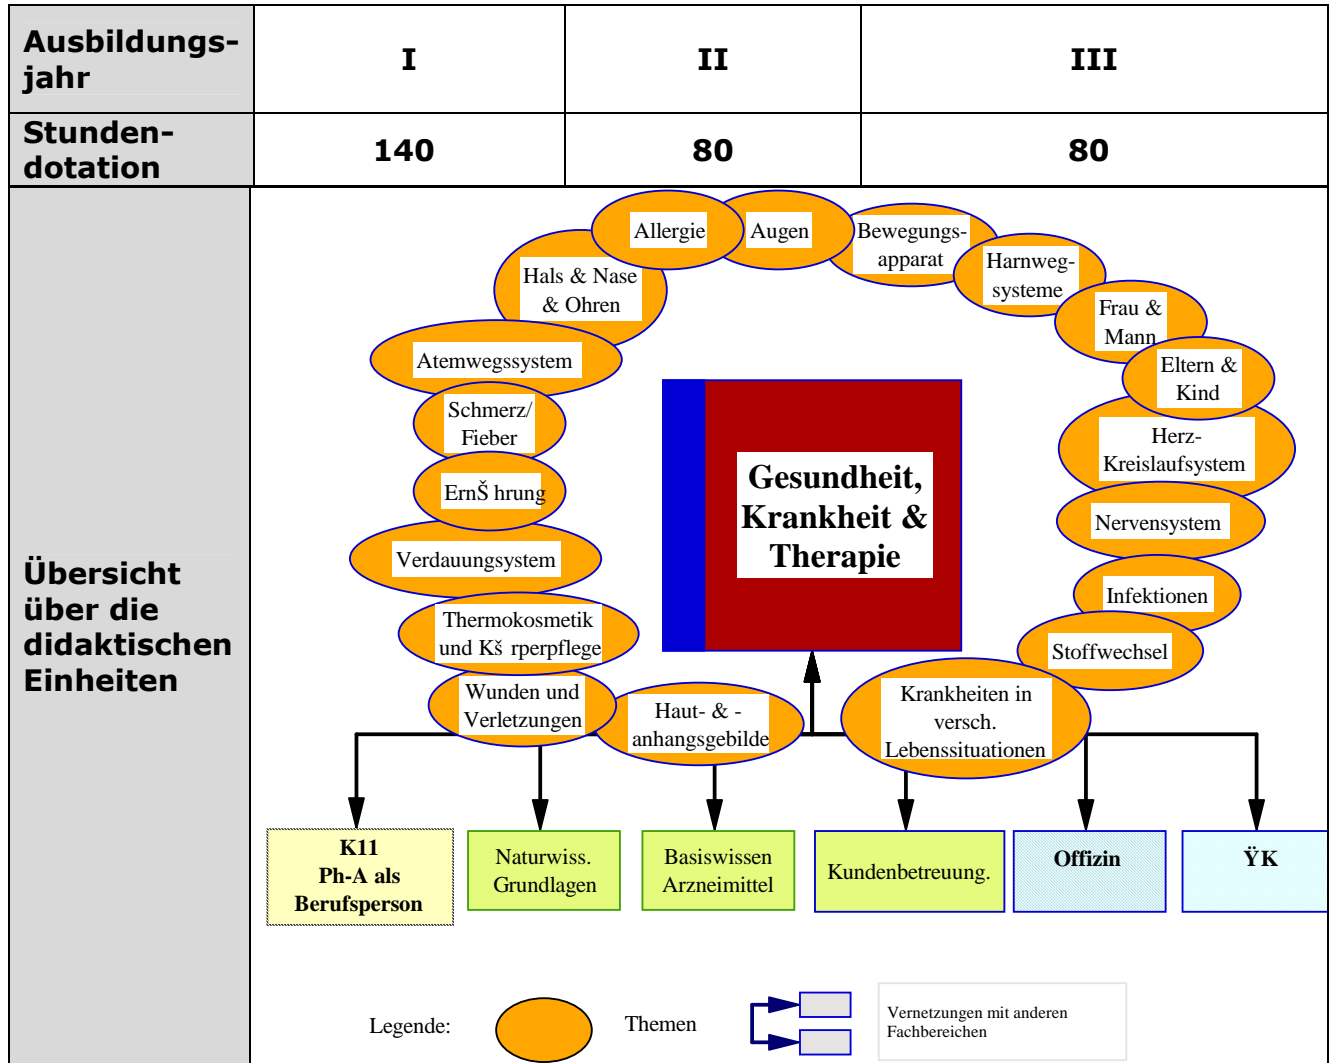 Ausbildungs-
jahr
I
II
III
Stunden-
dotation
140
80
80
Übersicht
über die
didaktischen
Einheiten
Allergie
Augen
Bewegungs-
apparat
Harnweg-
systeme
Frau &
Mann
Eltern &
Kind
Herz-
Kreislaufsystem
Nervensystem
Infektionen
Stoffwechsel
Krankheiten in
versch.
Lebenssituationen
Haut- & -
anhangsgebilde
Wunden und
Verletzungen
Thermokosmetik
und Kš rperpflege
Verdauungsystem
ErnŠ hrung
Schmerz/
Fieber
Atemwegssystem
Hals & Nase
& Ohren
Gesundheit,
Krankheit &
Therapie
K11
Ph-A als
Berufsperson
Naturwiss.
Grundlagen
Basiswissen
Arzneimittel
Kundenbetreuung.
Offizin
ŸK
Legende:
Themen
Vernetzungen mit anderen
Fachbereichen